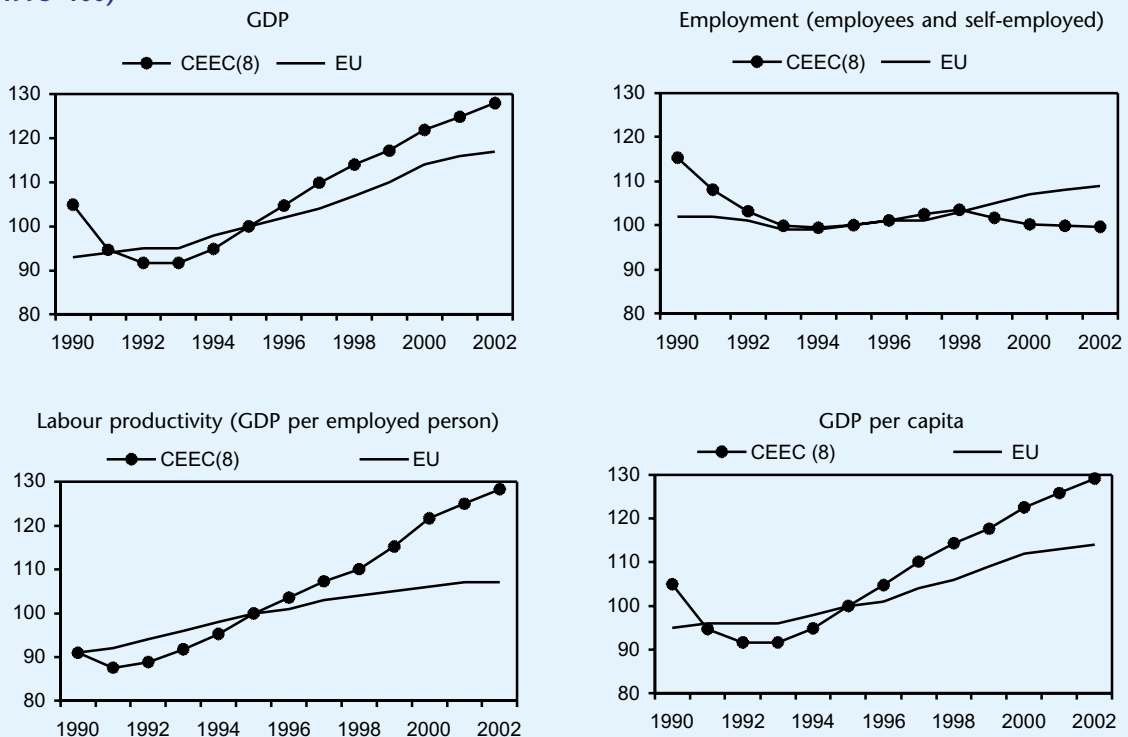 GDP
CEEC(8) EU
130
120
110
100
90
80
1990 1992 1994 1996 1998 2000 2002
Employment (employees and self-employed)
CEEC(8) EU
130
120
110
100
90
80
1990 1992 1994 1996 1998 2000 2002
Labour productivity (GDP per employed person)
CEEC(8) EU
130
120
110
100
90
80
1990 1992 1994 1996 1998 2000 2002
GDP per capita
CEEC (8) EU
130
120
110
100
90
80
1990 1992 1994 1996 1998 2000 2002